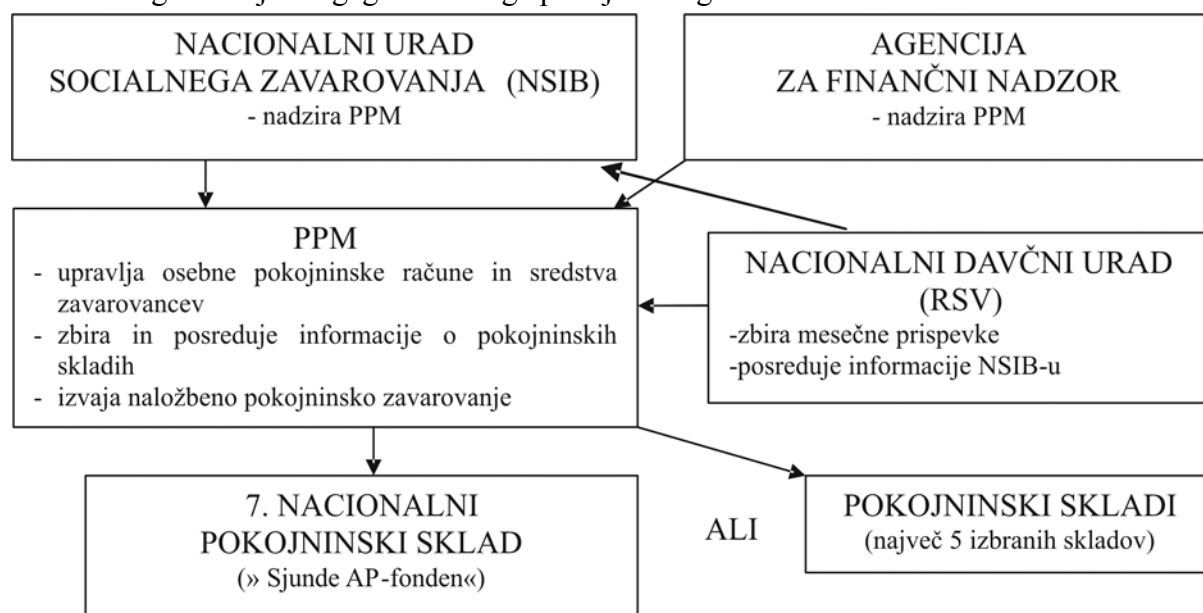 NACIONALNI URAD
SOCIALNEGA ZAVAROVANJA (NSIB)
- nadzira PPM
AGENCIJA
ZA FINANČNI NADZOR
- nadzira PPM
PPM
- upravlja osebne pokojninske račune in sredstva
zavarovancev
- zbira in posreduje informacije o pokojninskih
skladih
- izvaja naložbeno pokojninsko zavarovanje
NACIONALNI DAVČNI URAD
(RSV)
-zbira mesečne prispevke
-posreduje informacije NSIB-u
7. NACIONALNI
POKOJNINSKI SKLAD
(» Sjunde AP-fonden«)
ALI
POKOJNINSKI SKLADI
(največ 5 izbranih skladov)